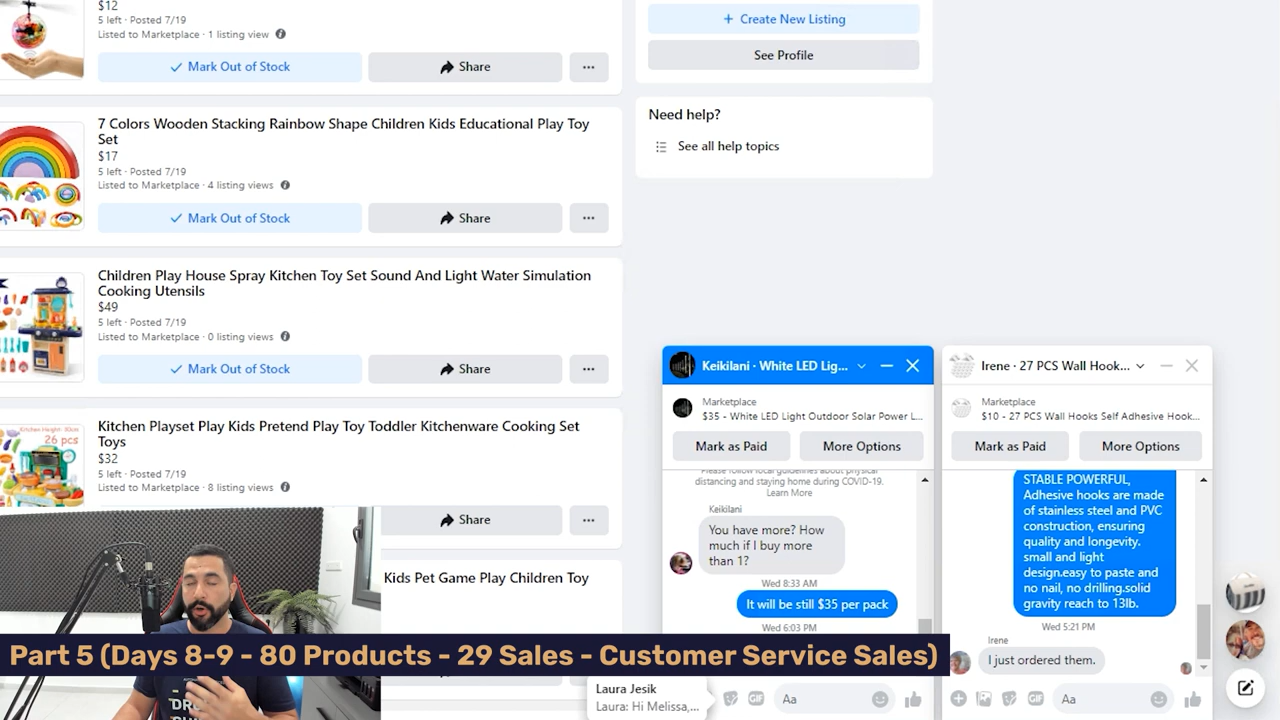 $12
5 left · Posted 7/19
Listed to Marketplace · 1 listing view
Mark Out of Stock
Share
7 Colors Wooden Stacking Rainbow Shape Children Kids Educational Play Toy
Set
$17
5 left · Posted 7/19
Listed to Marketplace · 4 listing views
Mark Out of Stock
Share
Children Play House Spray Kitchen Toy Set Sound And Light Water Simulation
Cooking Utensils
$49
5 left · Posted 7/19
Listed to Marketplace · 0 listing views
Mark Out of Stock
Share
Kitchen Height: 90cm
26 pcs
Kitchen Playset Play Kids Pretend Play Toy Toddler Kitchenware Cooking Set
Toys
$32
5 left · Posted 7/19
Listed to Marketplace · 8 listing views
Share
Kids Pet Game Play Children Toy
+ Create New Listing
See Profile
Need help?
See all help topics
Keikilani · White LED Lig...
Marketplace
$35 - White LED Light Outdoor Solar Power L...
Mark as Paid
More Options
Please follow local guidelines about physical
distancing and staying home during COVID-19.
Learn More
Keikilani
You have more? How
much if I buy more
than 1?
Wed 8:33 AM
It will be still $35 per pack
Wed 6:03 PM
GIF
Aa
Irene · 27 PCS Wall Hook...
Marketplace
$10 - 27 PCS Wall Hooks Self Adhesive Hook...
Mark as Paid
More Options
STABLE POWERFUL,
Adhesive hooks are made
of stainless steel and PVC
construction, ensuring
quality and longevity.
small and light
design.easy to paste and
no nail, no drilling.solid
gravity reach to 13lb.
Wed 5:21 PM
Irene
I just ordered them.
GIF
Aa
Laura Jesik
Laura: Hi Melissa,...
Part 5 (Days 8-9 - 80 Products - 29 Sales - Customer Service Sales)